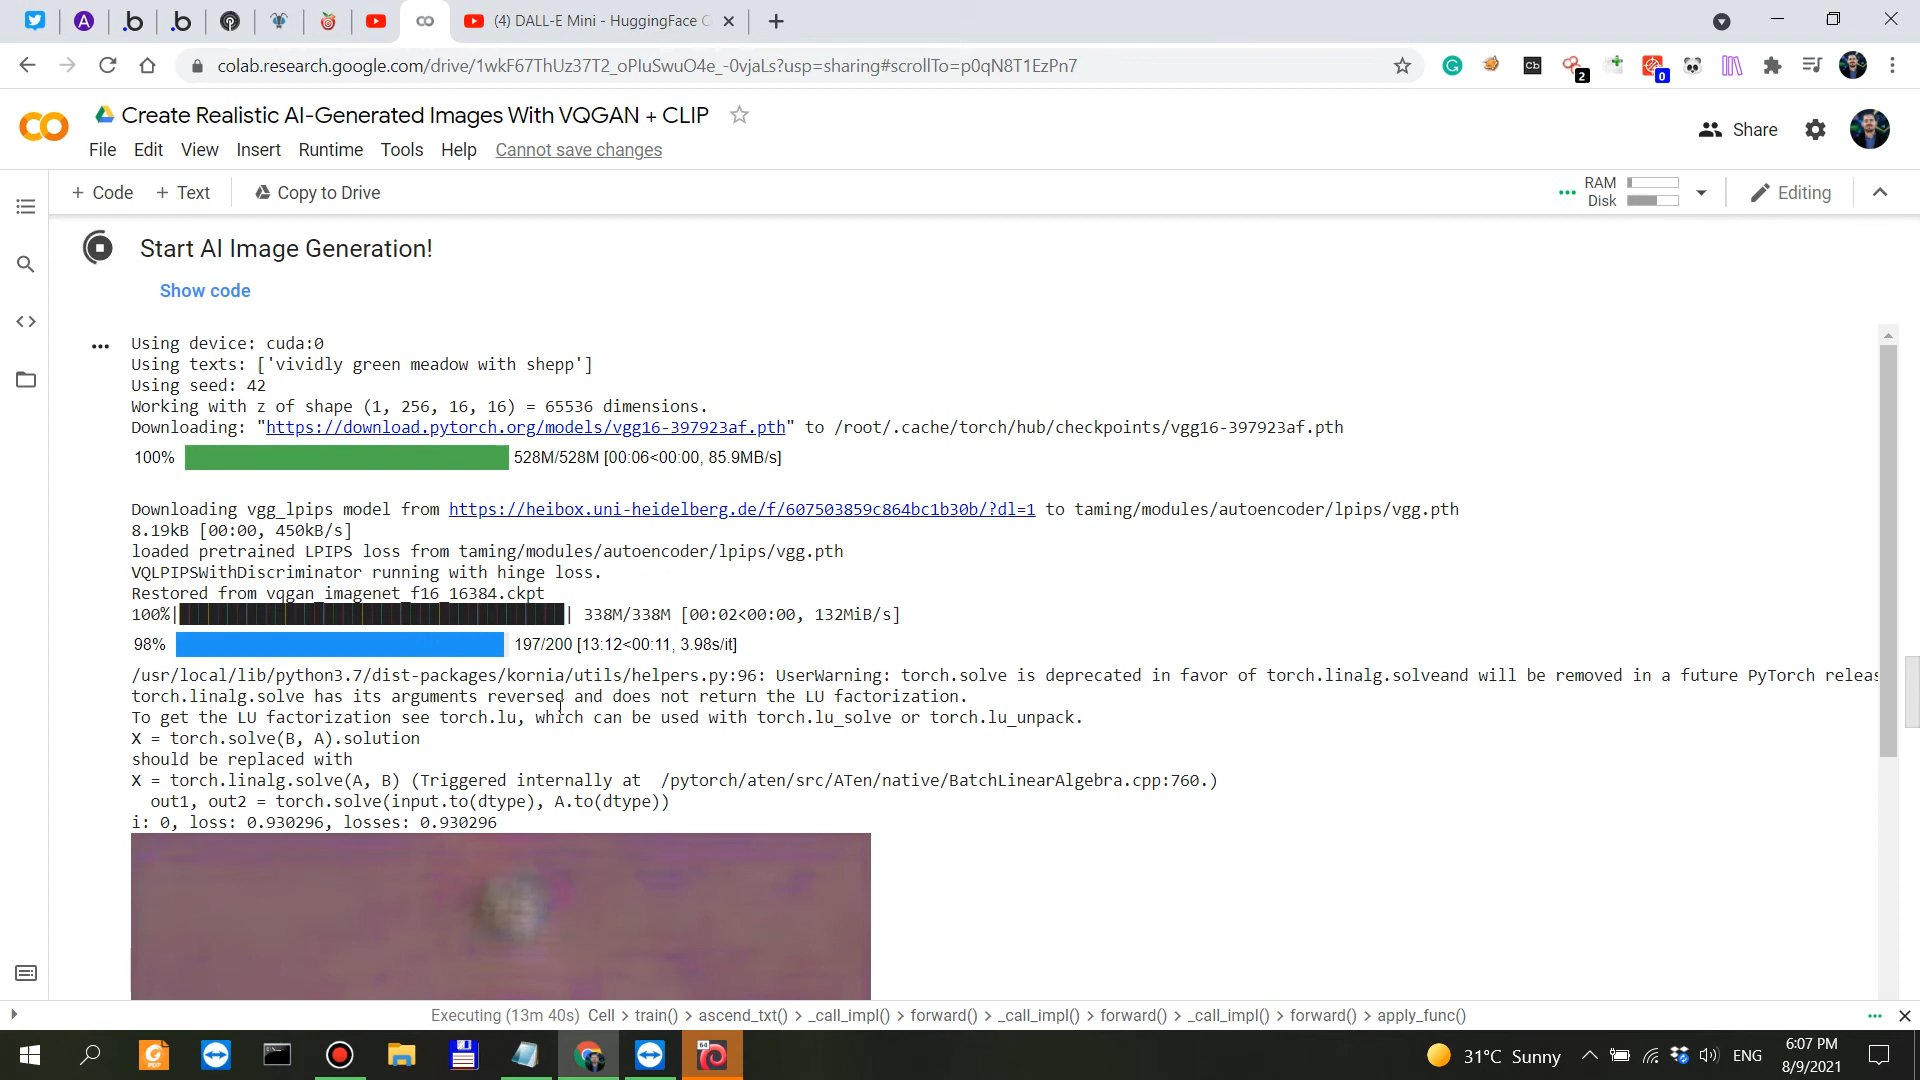 (4) DALL-E Mini - HuggingFace C
colab.research.google.com/drive/1wkF67ThUz37T2_oPIuSwuO4e_-0vjaLs?usp=sharing#scrollTo=p0qN8T1EzPn7
Cb
2
0
Create Realistic AI-Generated Images With VQGAN + CLIP
Share
File Edit View Insert Runtime Tools Help Cannot save changes
+ Code + Text Copy to Drive
RAM
Disk
Editing
Start AI Image Generation!
Show code
Using device: cuda:0
Using texts: ['vividly green meadow with shepp']
Using seed: 42
Working with z of shape (1, 256, 16, 16) = 65536 dimensions.
Downloading: "https://download.pytorch.org/models/vgg16-397923af.pth" to /root/.cache/torch/hub/checkpoints/vgg16-397923af.pth
100% 528M/528M [00:06<00:00, 85.9MB/s]
Downloading vgg_lpips model from https://heibox.uni-heidelberg.de/f/607503859c864bc1b30b/?dl=1 to taming/modules/autoencoder/lpips/vgg.pth
8.19kB [00:00, 450kB/s]
loaded pretrained LPIPS loss from taming/modules/autoencoder/lpips/vgg.pth
VQLPIPSWithDiscriminator running with hinge loss.
Restored from vqgan_imagenet_f16_16384.ckpt
100%| | 338M/338M [00:02<00:00, 132MiB/s]
98% 197/200 [13:12<00:11, 3.98s/it]
/usr/local/lib/python3.7/dist-packages/kornia/utils/helpers.py:96: UserWarning: torch.solve is deprecated in favor of torch.linalg.solveand will be removed in a future PyTorch releas
torch.linalg.solve has its arguments reversed and does not return the LU factorization.
To get the LU factorization see torch.lu, which can be used with torch.lu_solve or torch.lu_unpack.
X = torch.solve(B, A).solution
should be replaced with
X = torch.linalg.solve(A, B) (Triggered internally at  /pytorch/aten/src/ATen/native/BatchLinearAlgebra.cpp:760.)
out1, out2 = torch.solve(input.to(dtype), A.to(dtype))
i: 0, loss: 0.930296, losses: 0.930296
Executing (13m 40s) Cell > train() > ascend_txt() > _call_impl() > forward() > _call_impl() > forward() > _call_impl() > forward() > apply_func()
31°C Sunny
ENG
6:07 PM
8/9/2021